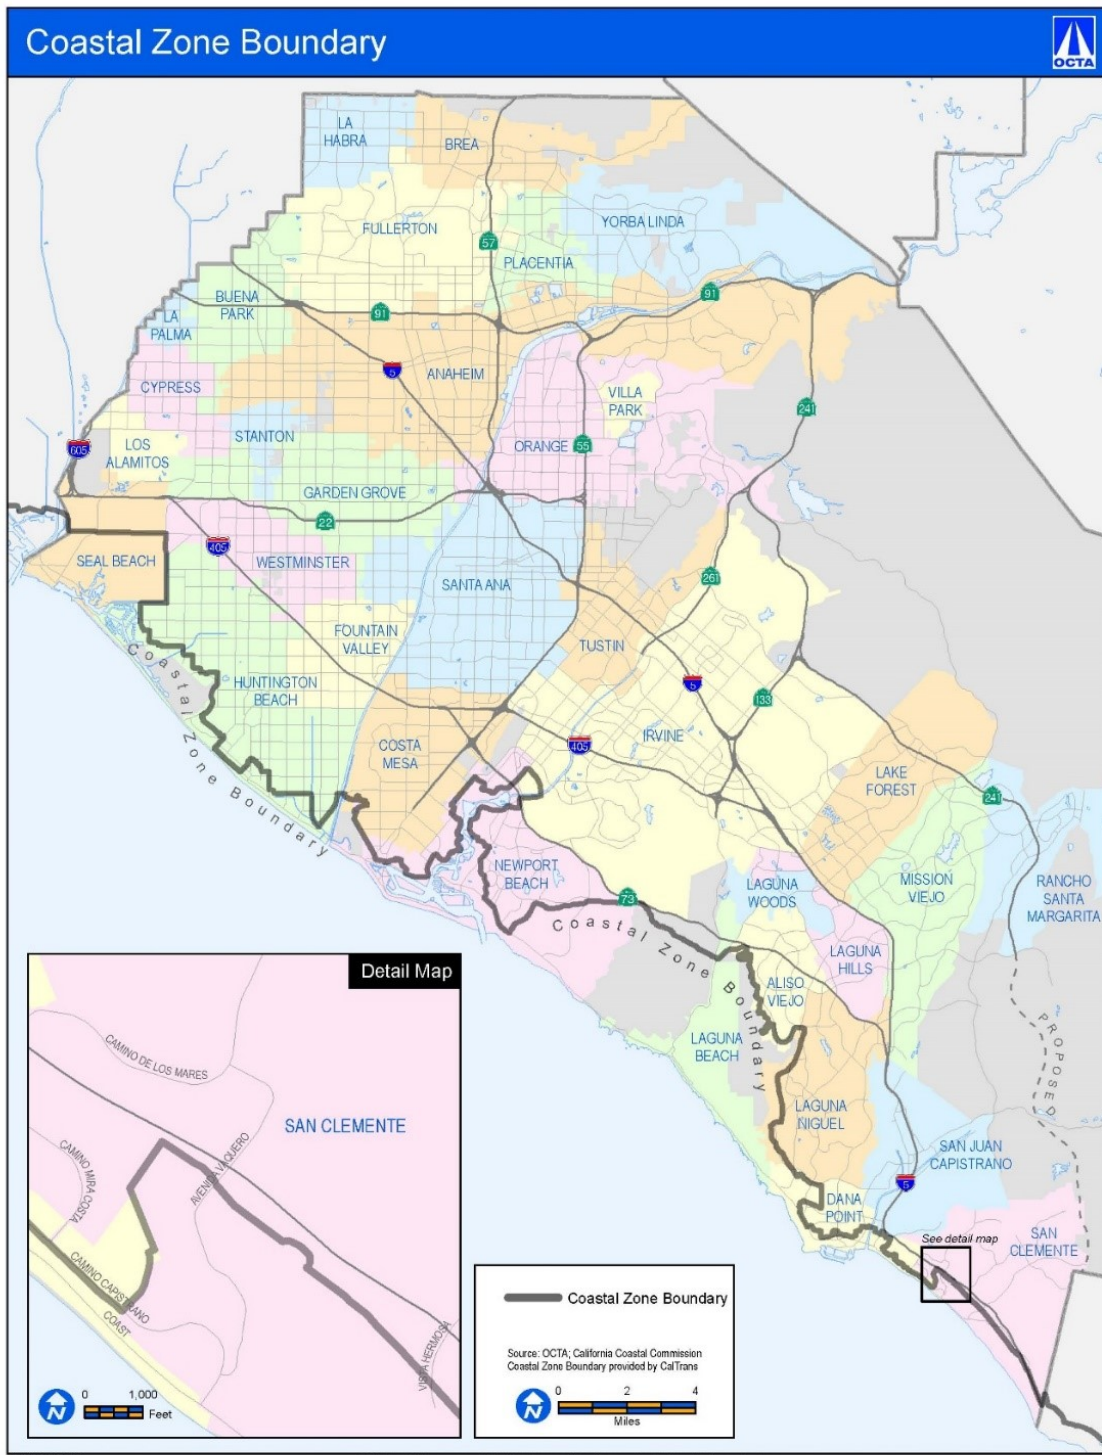 Coastal Zone Boundary
OCTA
LA
HABRA
BREA
FULLERTON
YORBA LINDA
57
PLACENTIA
BUENA
PARK
91
91
LA
PALMA
5
ANAHEIM
CYPRESS
VILLA
PARK
241
STANTON
LOS
ALAMITOS
605
ORANGE
55
GARDEN GROVE
22
405
WESTMINSTER
SEAL BEACH
SANTA ANA
261
FOUNTAIN
VALLEY
TUSTIN
HUNTINGTON
BEACH
Coastal Zone Boundary
5
133
COSTA
MESA
405
IRVINE
LAKE
FOREST
241
NEWPORT
BEACH
73
LAGUNA
WOODS
MISSION
VIEJO
RANCHO
SANTA
MARGARITA
Coastal Zone Boundary
LAGUNA
HILLS
ALISO
VIEJO
LAGUNA
BEACH
PROPOSED
LAGUNA
NIGUEL
SAN JUAN
CAPISTRANO
5
DANA
POINT
SAN
CLEMENTE
See detail map
Detail Map
CAMINO DE LOS MARES
SAN CLEMENTE
CAMINO MIRA COSTA
AVENIDA VAQUERO
CAMINO CAPISTRANO
COAST
VISTA HERMOSA
N
0 1,000
Feet
Coastal Zone Boundary
Source: OCTA; California Coastal Commission
Coastal Zone Boundary provided by CalTrans
N
0 2 4
Miles